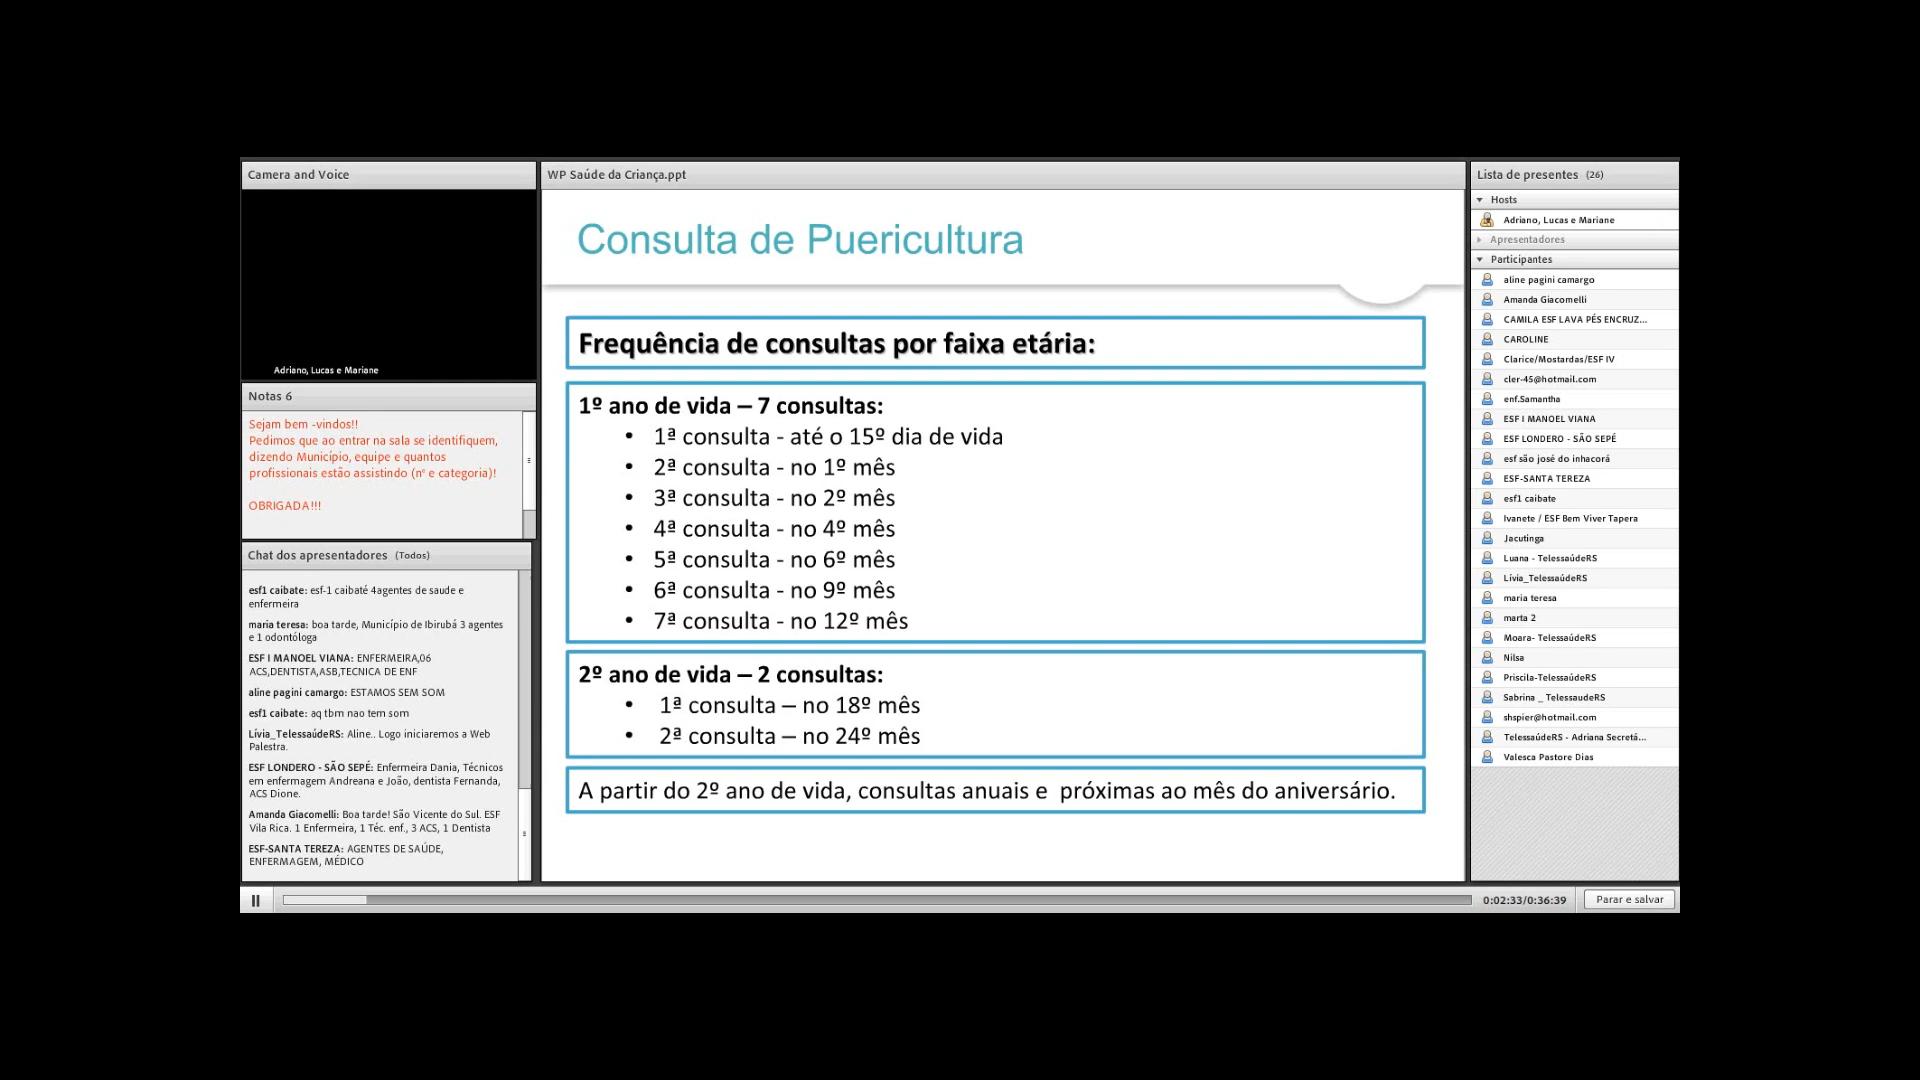 Camera and Voice
Adriano, Lucas e Mariane
Notas 6
Sejam bem -vindos!!
Pedimos que ao entrar na sala se identifiquem,
dizendo Município, equipe e quantos
profissionais estão assistindo (nº e categoria)!
OBRIGADA!!!
Chat dos apresentadores (Todos)
esf1 caibate: esf-1 caibaté 4agentes de saude e
enfermeira
maria teresa: boa tarde, Município de Ibirubá 3 agentes
e 1 odontóloga
ESF I MANOEL VIANA: ENFERMEIRA,06
ACS,DENTISTA,ASB,TECNICA DE ENF
aline pagini camargo: ESTAMOS SEM SOM
esf1 caibate: aq tbm nao tem som
Lívia_TelessaúdeRS: Aline.. Logo iniciaremos a Web
Palestra.
ESF LONDERO - SÃO SEPÉ: Enfermeira Dania, Técnicos
em enfermagem Andreana e João, dentista Fernanda,
ACS Dione.
Amanda Giacomelli: Boa tarde! São Vicente do Sul. ESF
Vila Rica. 1 Enfermeira, 1 Téc. enf., 3 ACS, 1 Dentista
ESF-SANTA TEREZA: AGENTES DE SAÚDE,
ENFERMAGEM, MÉDICO
WP Saúde da Criança.ppt
Consulta de Puericultura
Frequência de consultas por faixa etária:
1º ano de vida – 7 consultas:
• 1ª consulta - até o 15º dia de vida
• 2ª consulta - no 1º mês
• 3ª consulta - no 2º mês
• 4ª consulta - no 4º mês
• 5ª consulta - no 6º mês
• 6ª consulta - no 9º mês
• 7ª consulta - no 12º mês
2º ano de vida – 2 consultas:
• 1ª consulta – no 18º mês
• 2ª consulta – no 24º mês
A partir do 2º ano de vida, consultas anuais e próximas ao mês do aniversário.
Lista de presentes (26)
Hosts
Adriano, Lucas e Mariane
Apresentadores
Participantes
aline pagini camargo
Amanda Giacomelli
CAMILA ESF LAVA PÉS ENCRUZ...
CAROLINE
Clarice/Mostardas/ESF IV
cler-45@hotmail.com
enf.Samantha
ESF I MANOEL VIANA
ESF LONDERO - SÃO SEPÉ
esf são josé do inhacorá
ESF-SANTA TEREZA
esf1 caibate
Ivanete / ESF Bem Viver Tapera
Jacutinga
Luana - TelessaúdeRS
Lívia_TelessaúdeRS
maria teresa
marta 2
Moara- TelessaúdeRS
Nilsa
Priscila-TelessaúdeRS
Sabrina _ TelessaudeRS
shspier@hotmail.com
TelessaúdeRS - Adriana Secretá...
Valesca Pastore Dias
0:02:33/0:36:39
Parar e salvar